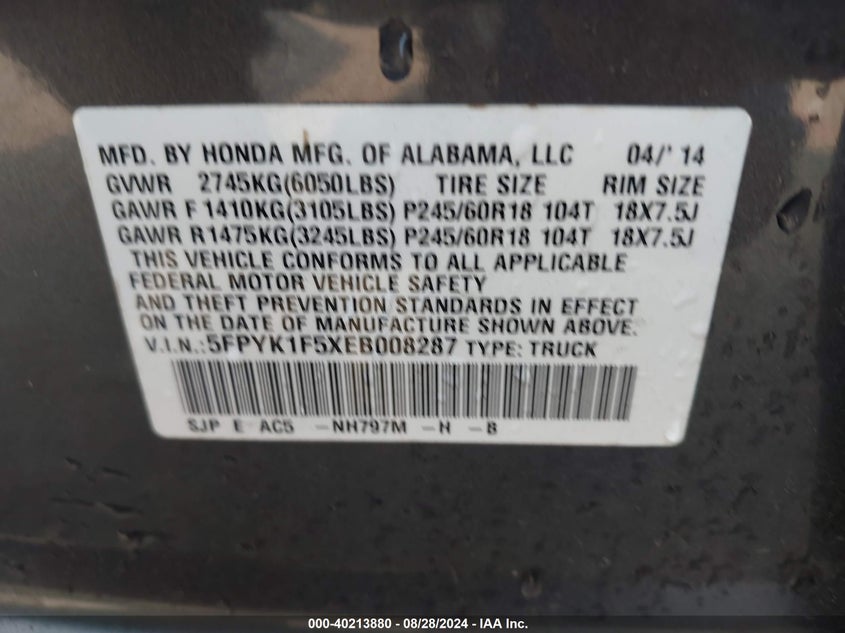 MFD. BY HONDA MFG. OF ALABAMA, LLC 04/'14
GVWR 2745KG(6050LBS) TIRE SIZE RIM SIZE
GAWR F 1410KG(3105LBS) P245/60R18 104T 18X7.5J
GAWR R1475KG(3245LBS) P245/60R18 104T 18X7.5J
THIS VEHICLE CONFORMS TO ALL APPLICABLE
FEDERAL MOTOR VEHICLE SAFETY
AND THEFT PREVENTION STANDARDS IN EFFECT
ON THE DATE OF MANUFACTURE SHOWN ABOVE.
V.I.N.:5FPYK1F5XEB008287 TYPE: TRUCK
SJP E AC5 -NH797M -H -B
000-40213880 - 08/28/2024 - IAA Inc.